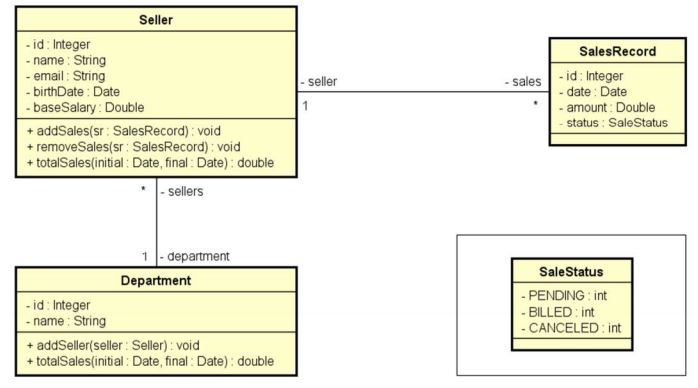 Seller
- id : Integer
- name : String
- email : String
- birthDate : Date
- baseSalary : Double
+ addSales(sr : SalesRecord) : void
+ removeSales(sr : SalesRecord) : void
+ totalSales(initial : Date, final : Date) : double
- seller
1
- sales
*
SalesRecord
- id : Integer
- date : Date
- amount : Double
- status : SaleStatus
* - sellers
1 - department
Department
- id : Integer
- name : String
+ addSeller(seller : Seller) : void
+ totalSales(initial : Date, final : Date) : double
SaleStatus
- PENDING : int
- BILLED : int
- CANCELED : int